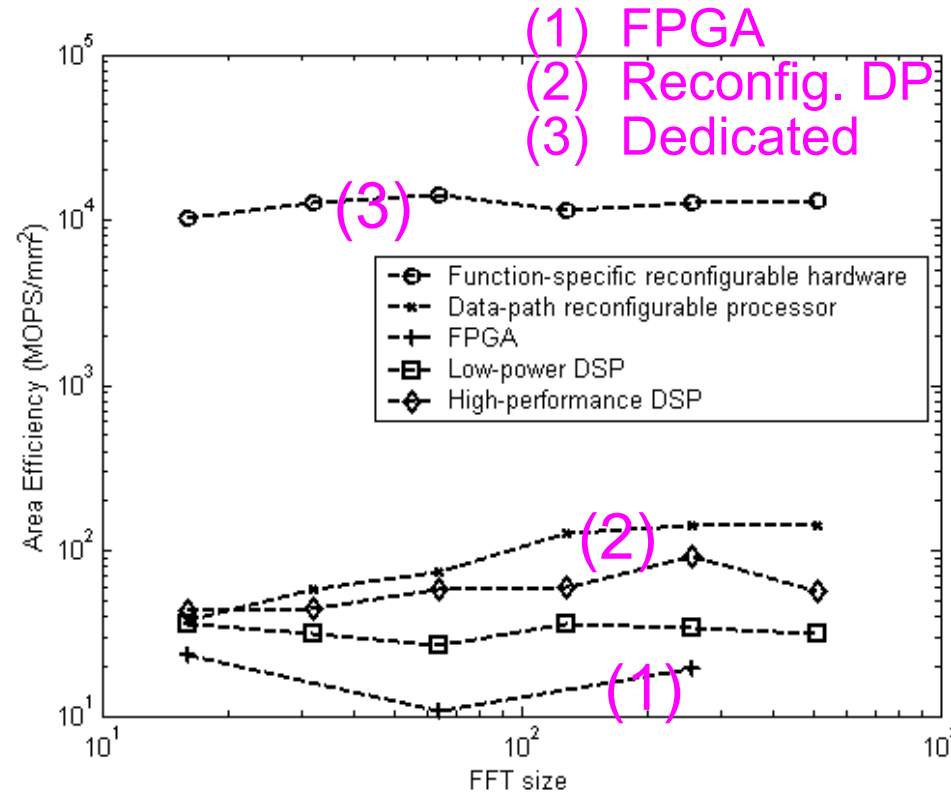 (1) FPGA
(2) Reconfig. DP
(3) Dedicated
10^5
10^4
10^3
10^2
10^1
Area Efficiency (MOPS/mm²)
(3)
Function-specific reconfigurable hardware
Data-path reconfigurable processor
FPGA
Low-power DSP
High-performance DSP
(2)
(1)
10^1
10^2
FFT size